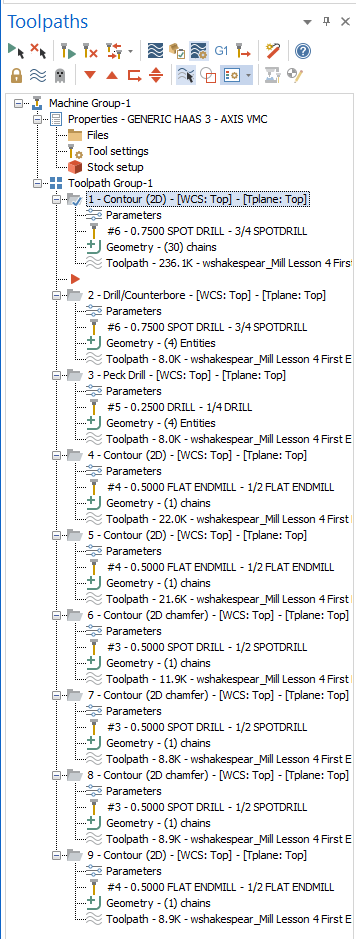 Toolpaths
G1
Machine Group-1
Properties - GENERIC HAAS 3 - AXIS VMC
Files
Tool settings
Stock setup
Toolpath Group-1
1 - Contour (2D) - [WCS: Top] - [Tplane: Top]
Parameters
#6 - 0.7500 SPOT DRILL - 3/4 SPOTDRILL
Geometry - (30) chains
Toolpath - 236.1K - wshakespear_Mill Lesson 4 First
2 - Drill/Counterbore - [WCS: Top] - [Tplane: Top]
Parameters
#6 - 0.7500 SPOT DRILL - 3/4 SPOTDRILL
Geometry - (4) Entities
Toolpath - 8.0K - wshakespear_Mill Lesson 4 First E
3 - Peck Drill - [WCS: Top] - [Tplane: Top]
Parameters
#5 - 0.2500 DRILL - 1/4 DRILL
Geometry - (4) Entities
Toolpath - 8.0K - wshakespear_Mill Lesson 4 First E
4 - Contour (2D) - [WCS: Top] - [Tplane: Top]
Parameters
#4 - 0.5000 FLAT ENDMILL - 1/2 FLAT ENDMILL
Geometry - (1) chains
Toolpath - 22.0K - wshakespear_Mill Lesson 4 First
5 - Contour (2D) - [WCS: Top] - [Tplane: Top]
Parameters
#4 - 0.5000 FLAT ENDMILL - 1/2 FLAT ENDMILL
Geometry - (1) chains
Toolpath - 21.6K - wshakespear_Mill Lesson 4 First
6 - Contour (2D chamfer) - [WCS: Top] - [Tplane: Top]
Parameters
#3 - 0.5000 SPOT DRILL - 1/2 SPOTDRILL
Geometry - (1) chains
Toolpath - 11.9K - wshakespear_Mill Lesson 4 First
7 - Contour (2D chamfer) - [WCS: Top] - [Tplane: Top]
Parameters
#3 - 0.5000 SPOT DRILL - 1/2 SPOTDRILL
Geometry - (1) chains
Toolpath - 8.8K - wshakespear_Mill Lesson 4 First E
8 - Contour (2D chamfer) - [WCS: Top] - [Tplane: Top]
Parameters
#3 - 0.5000 SPOT DRILL - 1/2 SPOTDRILL
Geometry - (1) chains
Toolpath - 8.9K - wshakespear_Mill Lesson 4 First E
9 - Contour (2D) - [WCS: Top] - [Tplane: Top]
Parameters
#4 - 0.5000 FLAT ENDMILL - 1/2 FLAT ENDMILL
Geometry - (1) chains
Toolpath - 8.9K - wshakespear_Mill Lesson 4 First E